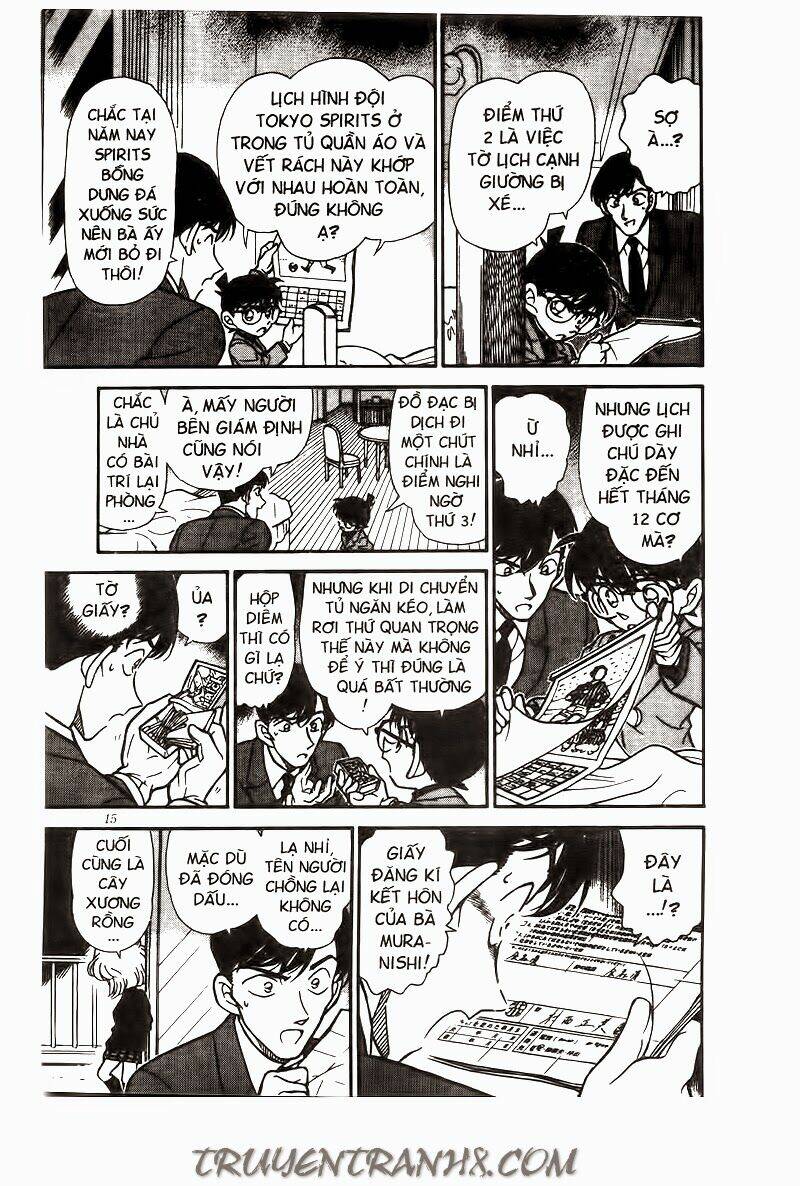 SỢ
À...?
ĐIỂM THỨ
2 LÀ VIỆC
TỜ LỊCH CẠNH
GIƯỜNG BỊ
XÉ...
LỊCH HÌNH ĐỘI
TOKYO SPIRITS Ở
TRONG TỦ QUẦN ÁO VÀ
VẾT RÁCH NÀY KHỚP
VỚI NHAU HOÀN TOÀN,
ĐÚNG KHÔNG
Ạ?
CHẮC TẠI
NĂM NAY
SPIRITS
BỖNG
DƯNG ĐÁ
XUỐNG SỨC
NÊN BÀ ẤY
MỚI BỎ ĐI
THÔI!
NHƯNG LỊCH
ĐƯỢC GHI
CHÚ DÀY
ĐẶC ĐẾN
HẾT THÁNG
12 CƠ
MÀ?
Ừ
NHỈ...
ĐỒ ĐẠC BỊ
DỊCH ĐI
MỘT CHÚT
CHÍNH LÀ
ĐIỂM NGHI
NGỜ
THỨ 3!
À, MẤY NGƯỜI
BÊN GIÁM ĐỊNH
CŨNG NÓI
VẬY!
CHẮC
LÀ CHỦ
NHÀ
CÓ BÀI
TRÍ LẠI
PHÒNG
...
NHƯNG KHI DI CHUYỂN
TỦ NGĂN KÉO, LÀM
RƠI THỨ QUAN TRỌNG
THẾ NÀY MÀ KHÔNG
ĐỂ Ý THÌ ĐÚNG LÀ
QUÁ BẤT THƯỜNG
!
HỘP
DIÊM
THÌ CÓ
GÌ LẠ
CHỨ?
ỦA
?
TỜ
GIẤY?
15
ĐÂY
LÀ
...!?
GIẤY
ĐĂNG KÍ
KẾT HÔN
CỦA BÀ
MURA-
NISHI!
LẠ NHỈ,
TÊN NGƯỜI
CHỒNG LẠI
KHÔNG
CÓ...
MẶC DÙ
ĐÃ ĐÓNG
DẤU...
CUỐI
CÙNG LÀ
CÂY
XƯƠNG
RỒNG
...
TRUYENTRANH8.COM